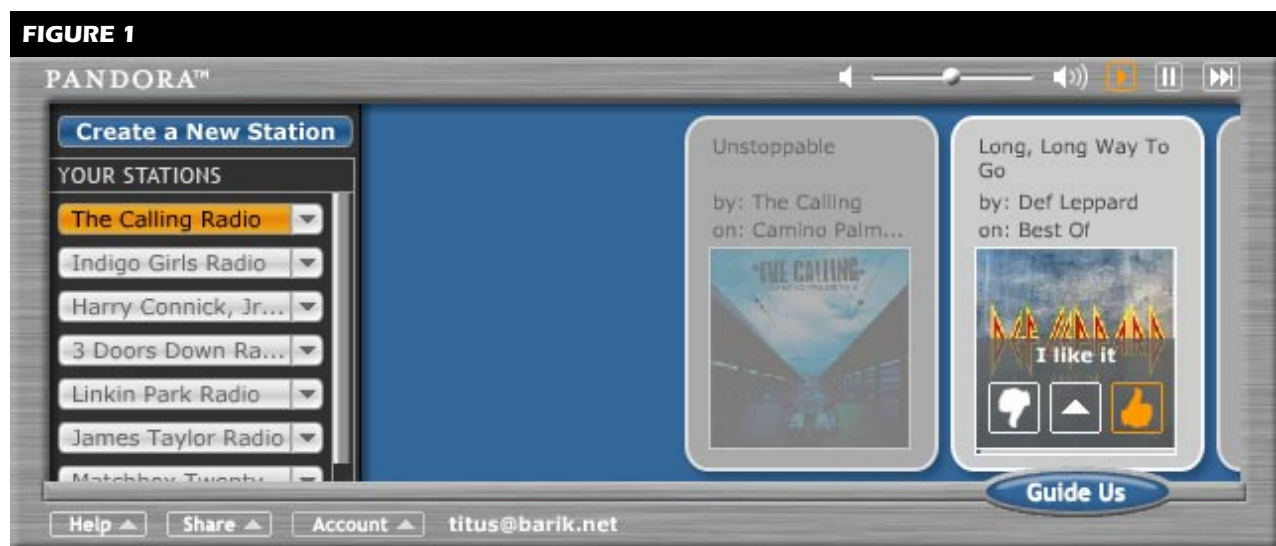 FIGURE 1
PANDORA™
Create a New Station
YOUR STATIONS
The Calling Radio
Indigo Girls Radio
Harry Connick, Jr...
3 Doors Down Ra...
Linkin Park Radio
James Taylor Radio
Matchbox Twenty
Unstoppable
by: The Calling
on: Camino Palm...
THE CALLING
Long, Long Way To
Go
by: Def Leppard
on: Best Of
DEF LEPPARD
I like it
Guide Us
Help
Share
Account
titus@barik.net